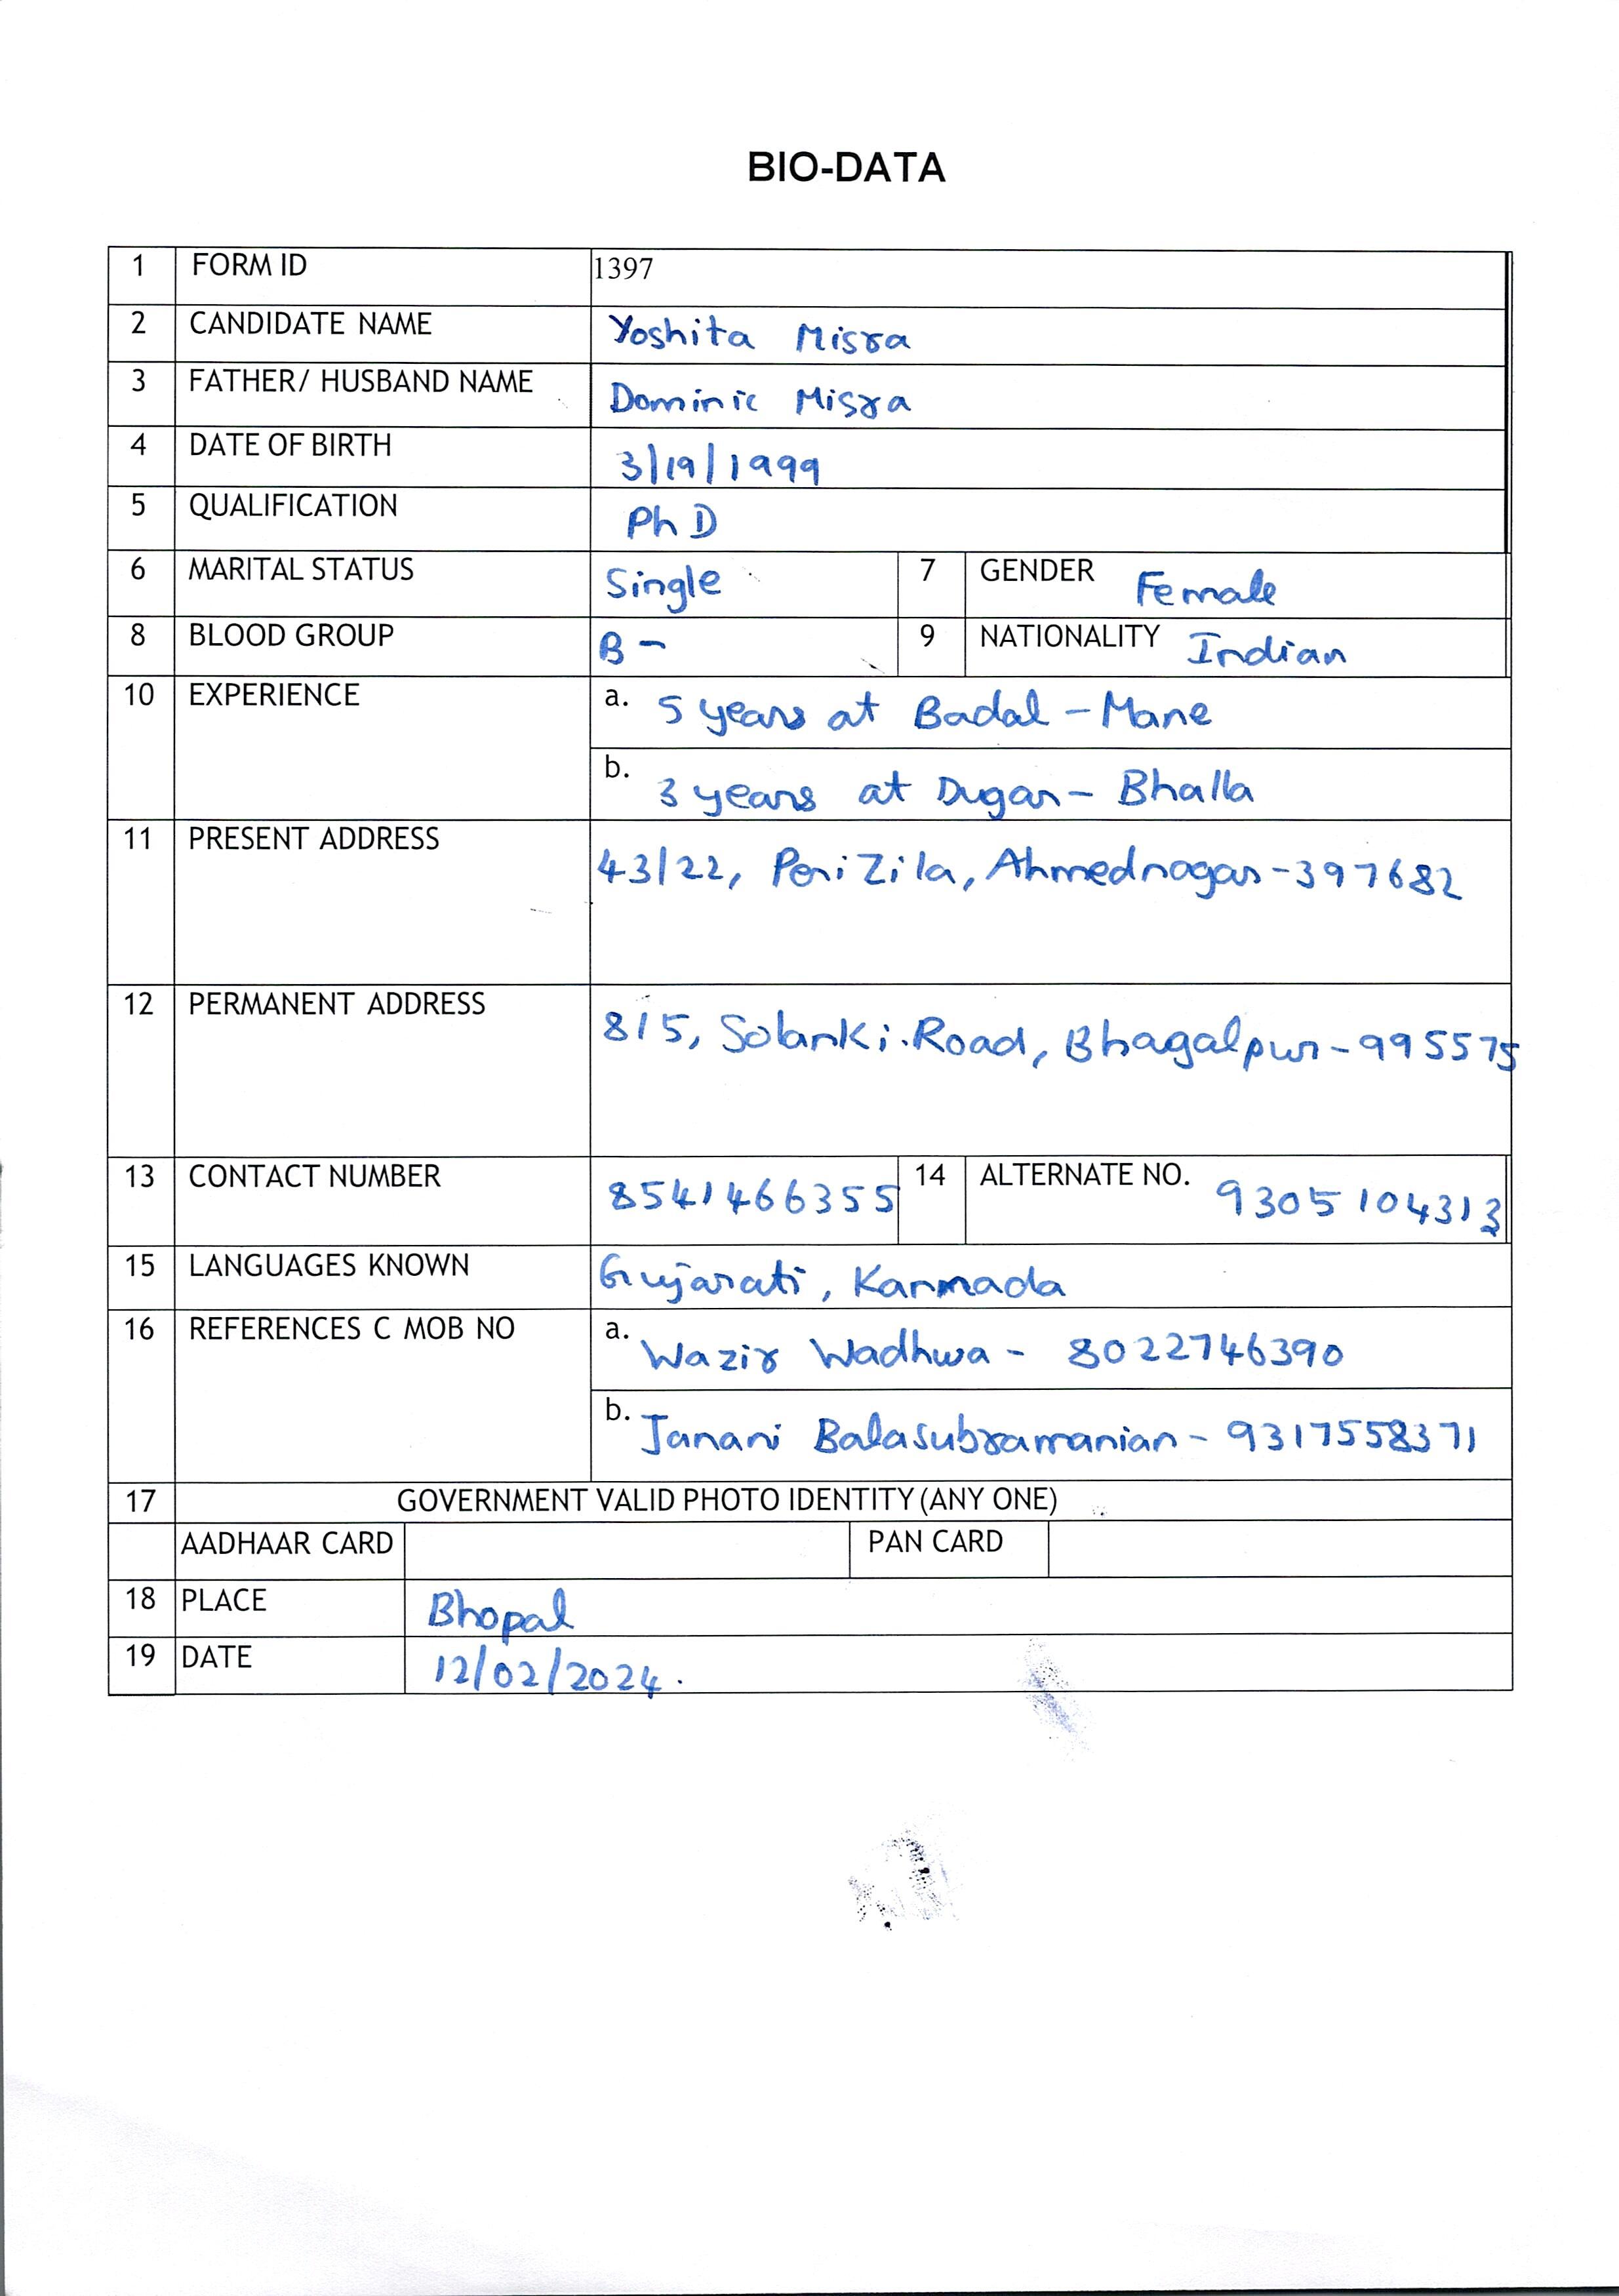 BIO-DATA
1 FORM ID 1397
2 CANDIDATE NAME Yoshita Misra
3 FATHER/ HUSBAND NAME Dominic Misra
4 DATE OF BIRTH 3/19/1999
5 QUALIFICATION Ph D
6 MARITAL STATUS Single 7 GENDER Female
8 BLOOD GROUP B - 9 NATIONALITY Indian
10 EXPERIENCE a. 5 years at Badal - Mane
b. 3 years at Dugar - Bhalla
11 PRESENT ADDRESS 43/22, Peri Zila, Ahmednagar - 397682
12 PERMANENT ADDRESS 815, Solanki Road, Bhagalpur - 995575
13 CONTACT NUMBER 8541466355 14 ALTERNATE NO. 9305104313
15 LANGUAGES KNOWN Gujarati, Kannada
16 REFERENCES C MOB NO a. Wazir Wadhwa - 8022746390
b. Janani Balasubramanian - 9317558371
17 GOVERNMENT VALID PHOTO IDENTITY (ANY ONE)
AADHAAR CARD PAN CARD
18 PLACE Bhopal
19 DATE 12/02/2024.